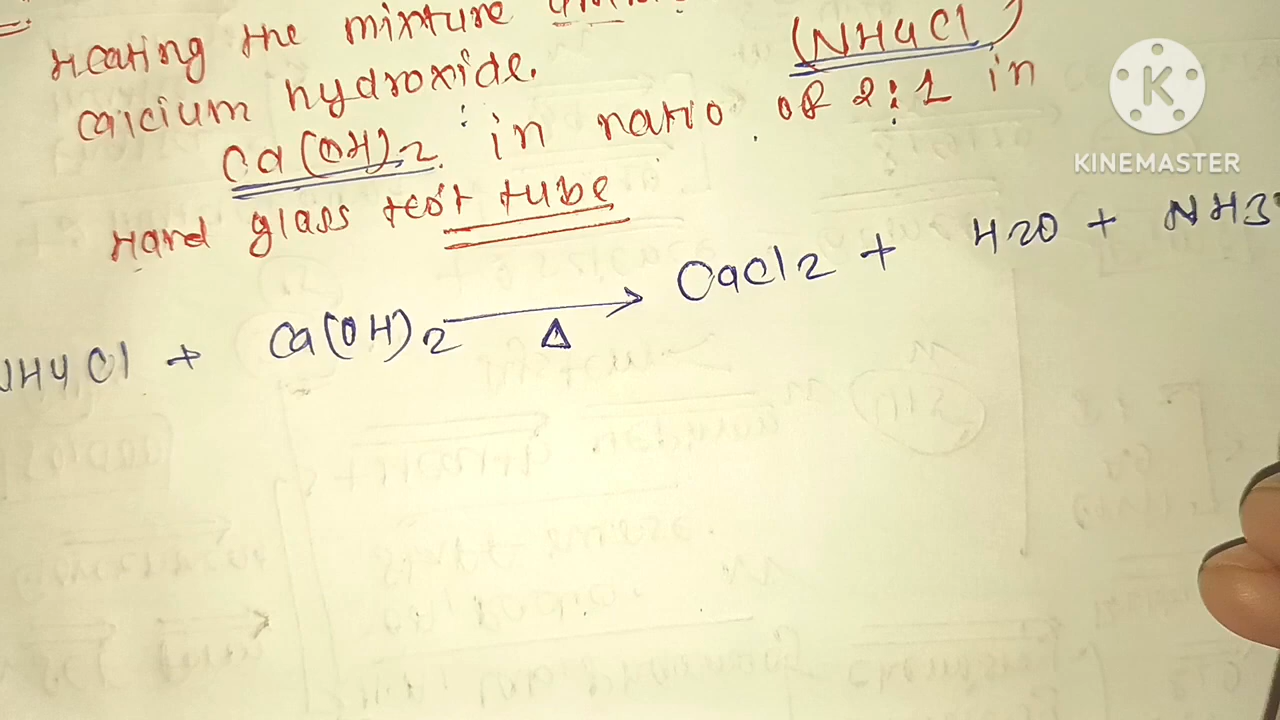 Heating the mixture
calcium hydroxide. (NH4Cl)
Ca(OH)2 in ratio of 2:1 in
Hard glass test tube
NH4Cl + Ca(OH)2 → CaCl2 + H2O + NH3
Δ
K
KINEMASTER